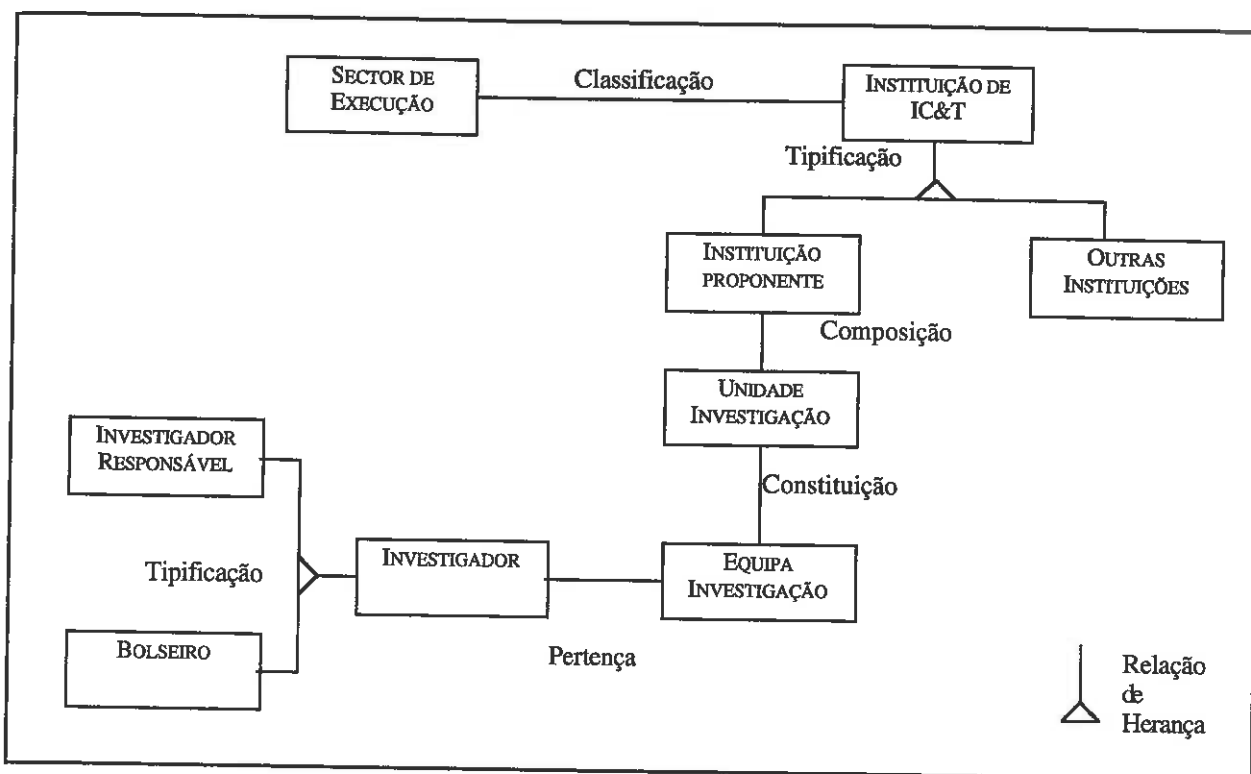 SECTOR DE
EXECUÇÃO
Classificação
INSTITUIÇÃO DE
IC&T
Tipificação
INSTITUIÇÃO
PROPONENTE
OUTRAS
INSTITUIÇÕES
Composição
UNIDADE
INVESTIGAÇÃO
INVESTIGADOR
RESPONSÁVEL
Constituição
Tipificação
INVESTIGADOR
EQUIPA
INVESTIGAÇÃO
BOLSEIRO
Pertença
Relação
de
Herança